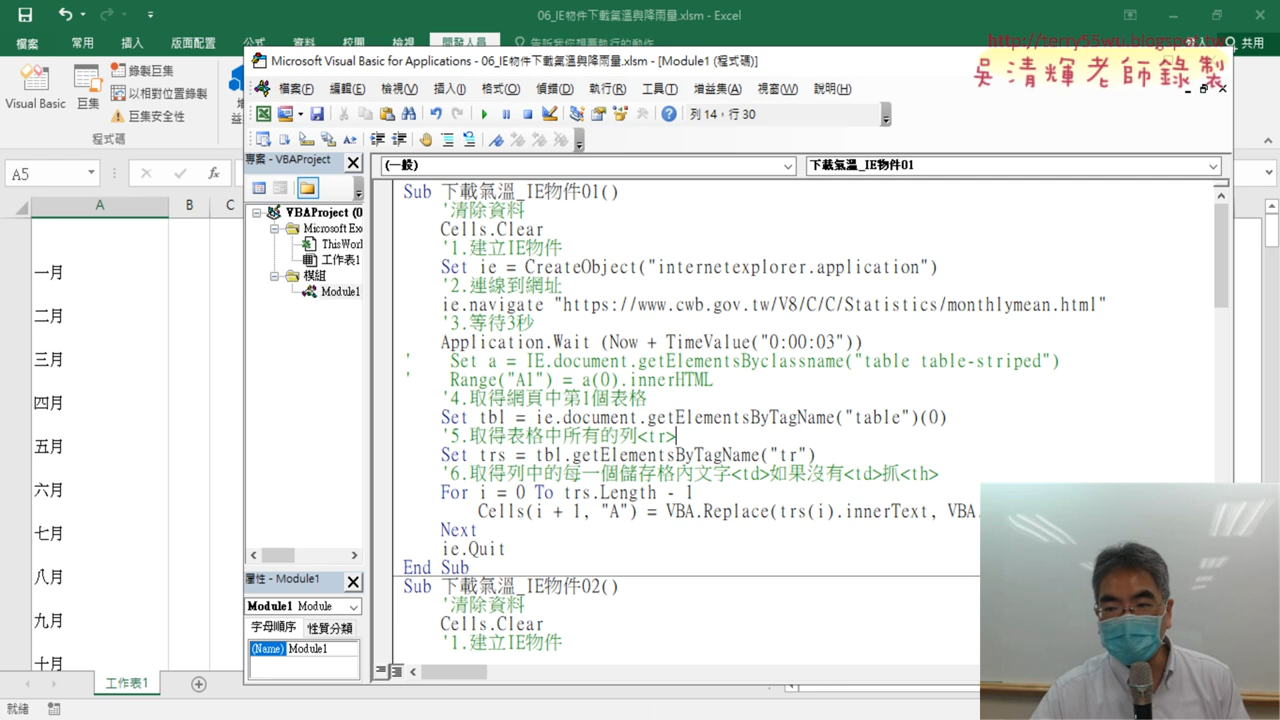 06_IE物件下載氣溫與降雨量.xlsm - Excel
檔案 常用 插入 版面配置 公式 資料 校閱 檢視 開發人員 告訴我您想要執行的動作 共用
http://terry55wu.blogspot.tw
吳清輝老師錄製
Visual Basic
巨集
錄製巨集
以相對位置錄製
巨集安全性
程式碼
A5
fx
A B C
一月
二月
三月
四月
五月
六月
七月
八月
九月
十月
工作表1
就緒
Microsoft Visual Basic for Applications - 06_IE物件下載氣溫與降雨量.xlsm - [Module1 (程式碼)]
檔案(F) 編輯(E) 檢視(V) 插入(I) 格式(O) 偵錯(D) 執行(R) 工具(T) 增益集(A) 視窗(W) 說明(H)
列 14，行 30
專案 - VBAProject
VBAProject (0
Microsoft Exc
ThisWorl
工作表1
模組
Module1
屬性 - Module1
Module1 Module
字母順序 性質分類
(Name) Module1
(一般)
下載氣溫_IE物件01
Sub 下載氣溫_IE物件01()
'清除資料
Cells.Clear
'1.建立IE物件
Set ie = CreateObject("internetexplorer.application")
'2.連線到網址
ie.navigate "https://www.cwb.gov.tw/V8/C/C/Statistics/monthlymean.html"
'3.等待3秒
Application.Wait (Now + TimeValue("0:00:03"))
' Set a = IE.document.getElementsByclassname("table table-striped")
' Range("A1") = a(0).innerHTML
'4.取得網頁中第1個表格
Set tbl = ie.document.getElementsByTagName("table")(0)
'5.取得表格中所有的列<tr>
Set trs = tbl.getElementsByTagName("tr")
'6.取得列中的每一個儲存格內文字<td>如果沒有<td>抓<th>
For i = 0 To trs.Length - 1
Cells(i + 1, "A") = VBA.Replace(trs(i).innerText, VBA.
Next
ie.Quit
End Sub
Sub 下載氣溫_IE物件02()
'清除資料
Cells.Clear
'1.建立IE物件